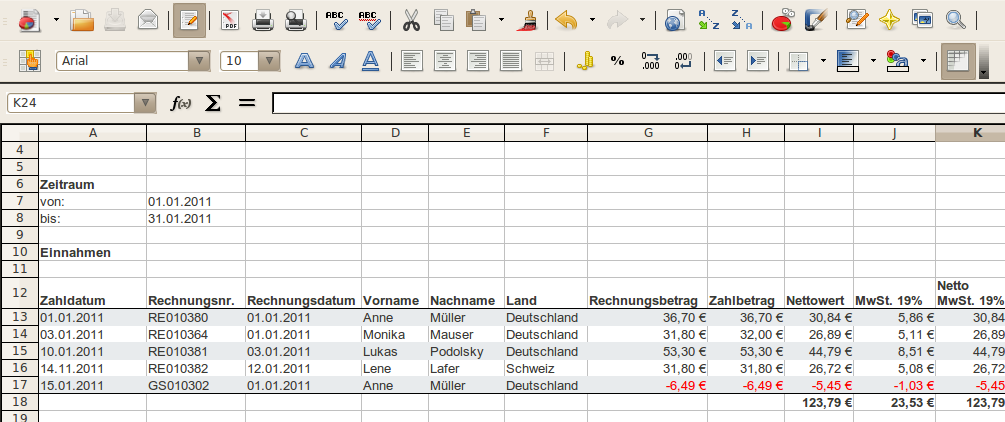 PDF ABC ABC A Z Z A
Arial 10 A A A % .000 .000
K24 f(x) Σ =
A B C D E F G H I J K
4
5
6 Zeitraum
7 von: 01.01.2011
8 bis: 31.01.2011
9
10 Einnahmen
11
12 Zahldatum Rechnungsnr. Rechnungsdatum Vorname Nachname Land Rechnungsbetrag Zahlbetrag Nettowert MwSt. 19% Netto MwSt. 19%
13 01.01.2011 RE010380 01.01.2011 Anne Müller Deutschland 36,70 € 36,70 € 30,84 € 5,86 € 30,84
14 03.01.2011 RE010364 01.01.2011 Monika Mauser Deutschland 31,80 € 32,00 € 26,89 € 5,11 € 26,89
15 10.01.2011 RE010381 03.01.2011 Lukas Podolsky Deutschland 53,30 € 53,30 € 44,79 € 8,51 € 44,79
16 14.11.2011 RE010382 12.01.2011 Lene Lafer Schweiz 31,80 € 31,80 € 26,72 € 5,08 € 26,72
17 15.01.2011 GS010302 01.01.2011 Anne Müller Deutschland -6,49 € -6,49 € -5,45 € -1,03 € -5,45
18 123,79 € 23,53 € 123,79
19